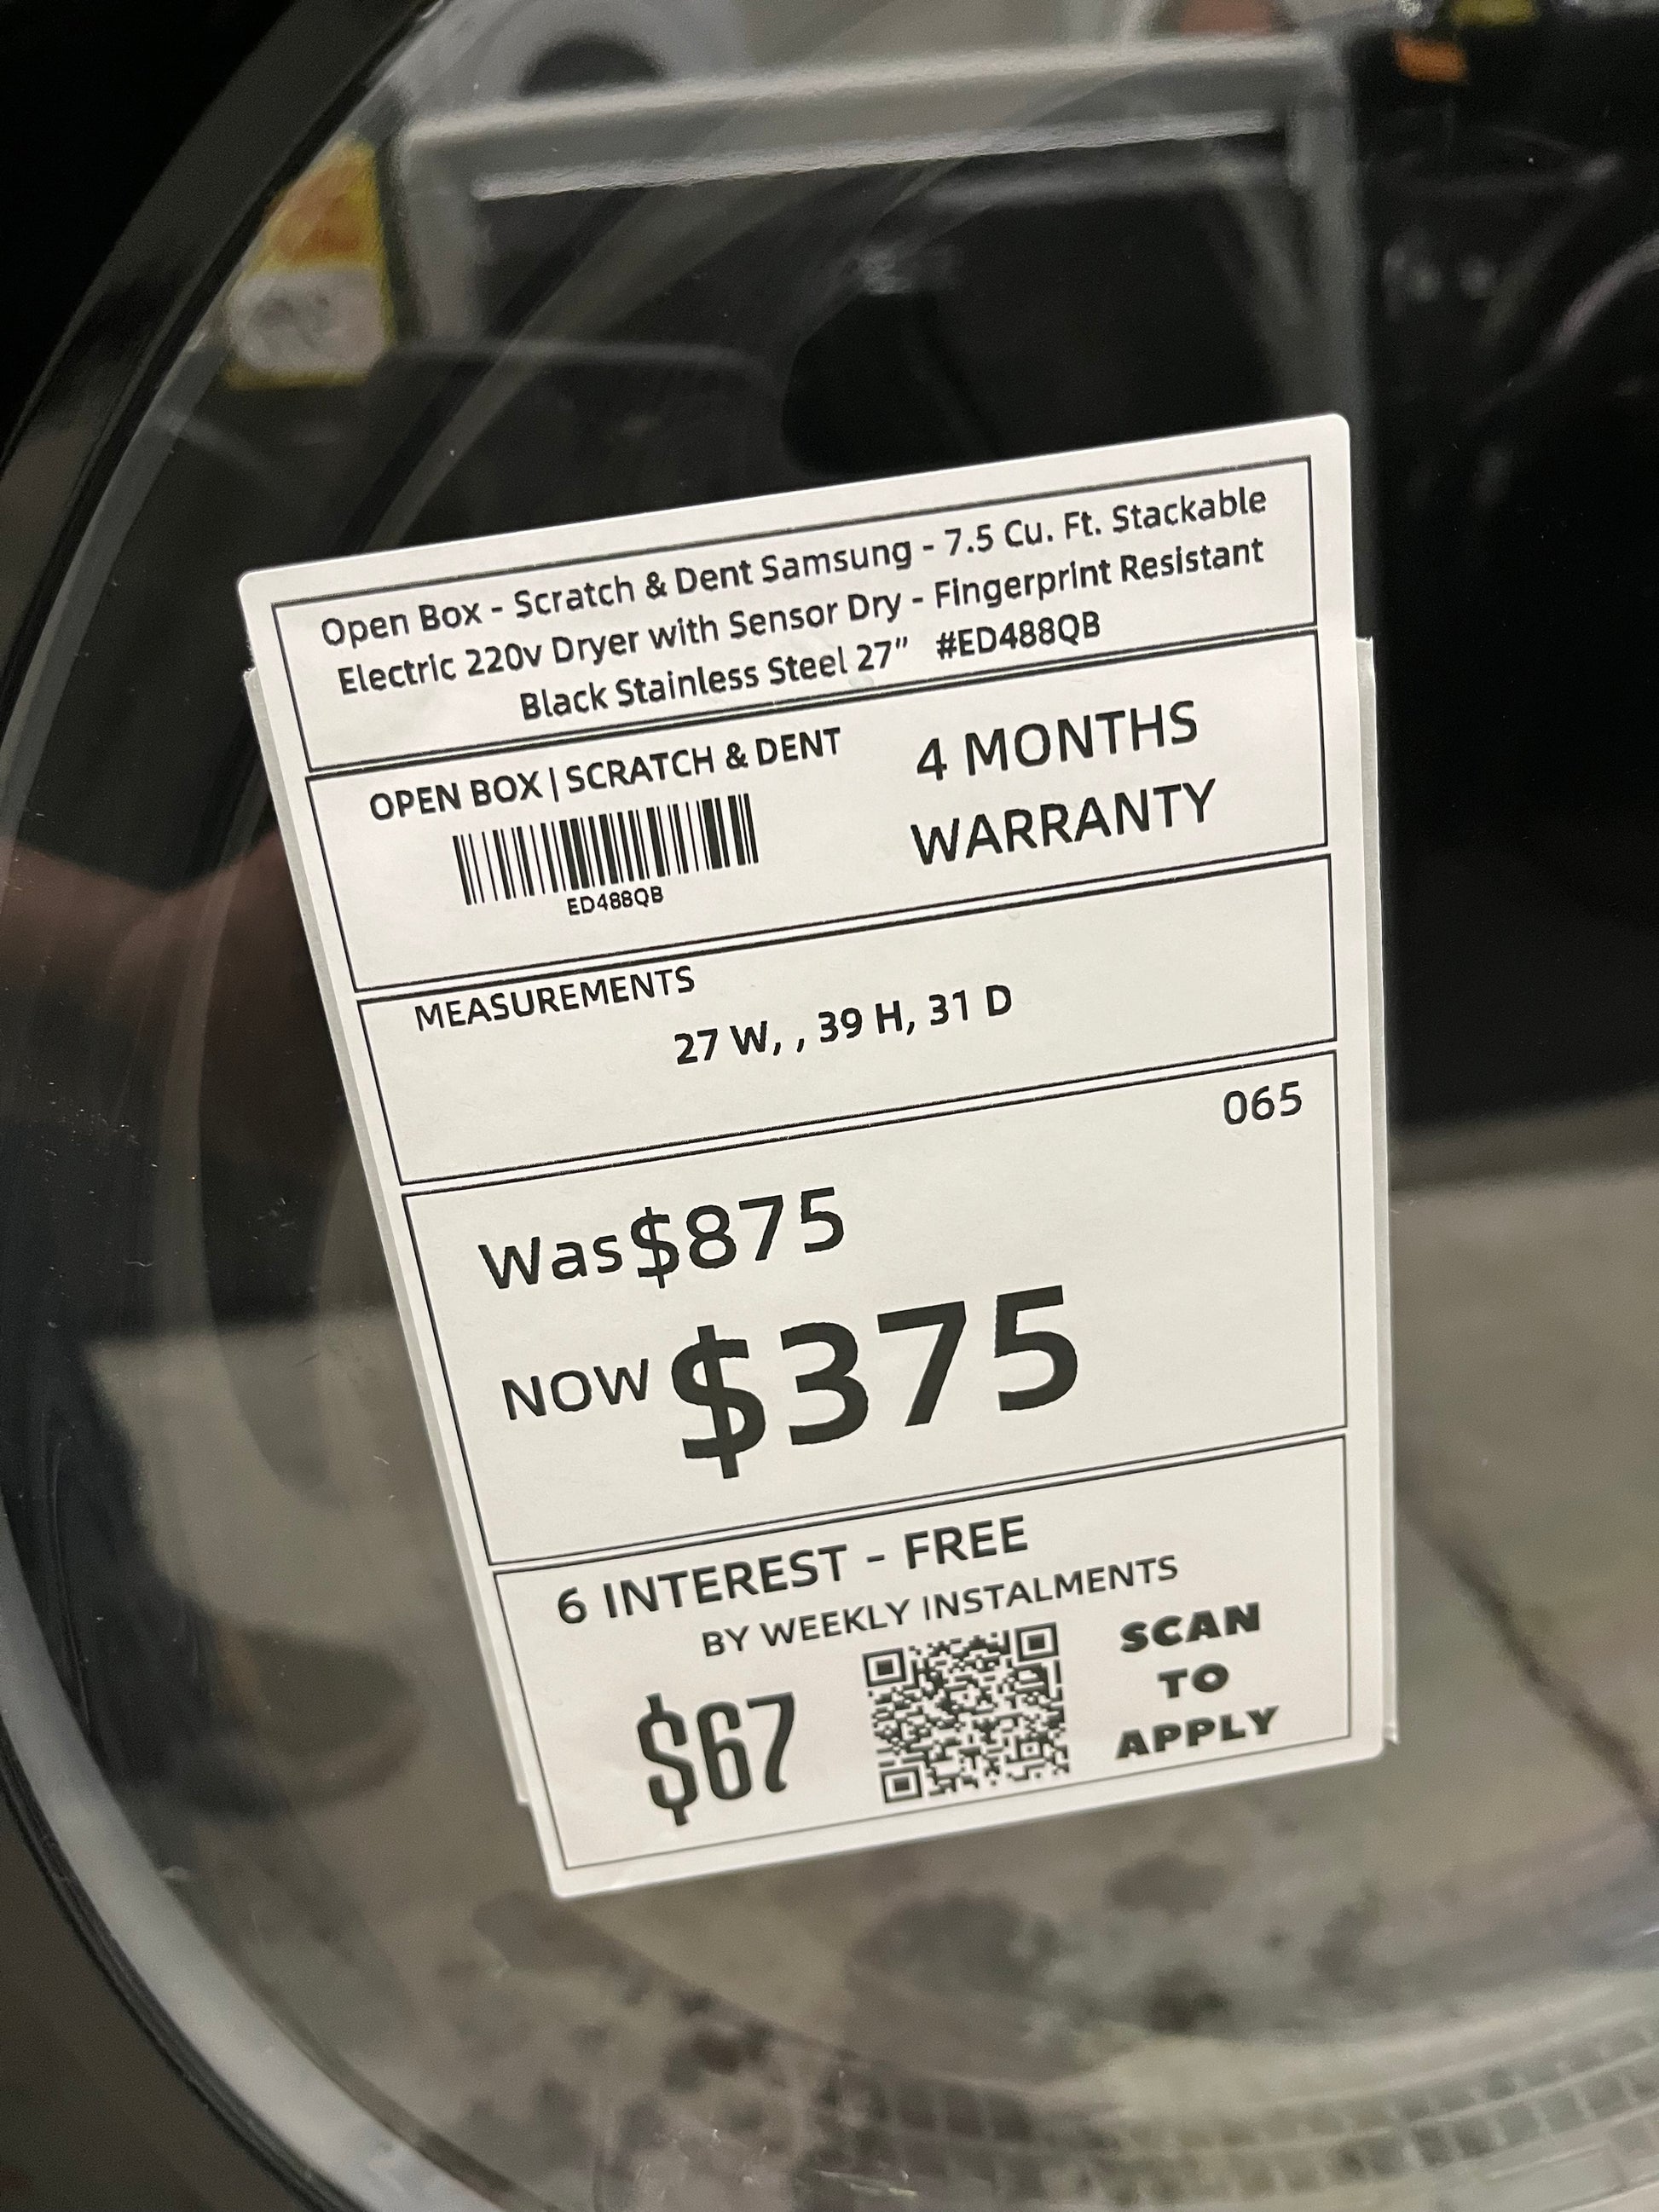 Open Box - Scratch & Dent Samsung - 7.5 Cu. Ft. Stackable
Electric 220v Dryer with Sensor Dry - Fingerprint Resistant
Black Stainless Steel 27” #ED488QB
OPEN BOX | SCRATCH & DENT
ED488QB
4 MONTHS
WARRANTY
MEASUREMENTS
27 W, , 39 H, 31 D
065
Was $875
NOW $375
6 INTEREST - FREE
BY WEEKLY INSTALMENTS
$67
SCAN
TO
APPLY